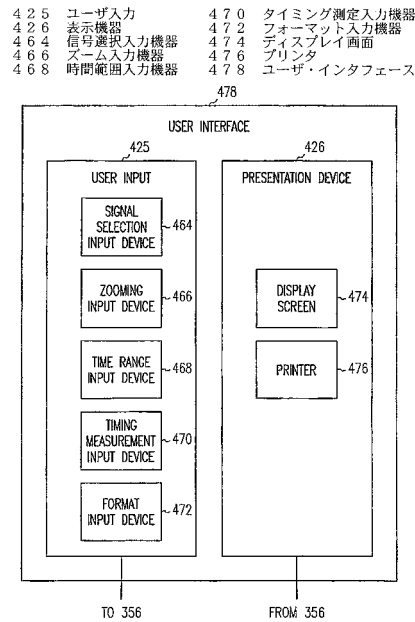 425 ユーザ入力
426 表示機器
464 信号選択入力機器
466 ズーム入力機器
468 時間範囲入力機器
470 タイミング測定入力機器
472 フォーマット入力機器
474 ディスプレイ画面
476 プリンタ
478 ユーザ・インタフェース
478
USER INTERFACE
425
USER INPUT
SIGNAL
SELECTION
INPUT DEVICE
464
ZOOMING
INPUT DEVICE
466
TIME RANGE
INPUT DEVICE
468
TIMING
MEASUREMENT
INPUT DEVICE
470
FORMAT
INPUT DEVICE
472
TO 356
426
PRESENTATION DEVICE
DISPLAY
SCREEN
474
PRINTER
476
FROM 356